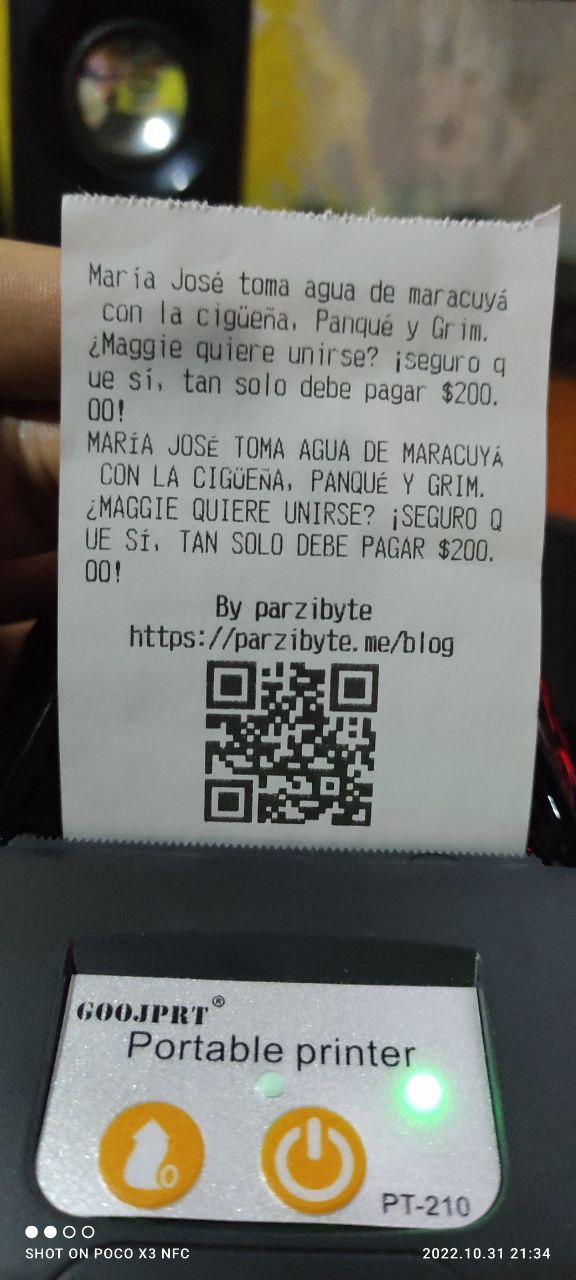 María José toma agua de maracuyá
con la cigüeña, Panqué y Grim.
¿Maggie quiere unirse? ¡seguro q
ue sí, tan solo debe pagar $200.
00!
MARÍA JOSÉ TOMA AGUA DE MARACUYÁ
CON LA CIGÜEÑA, PANQUÉ Y GRIM.
¿MAGGIE QUIERE UNIRSE? ¡SEGURO Q
UE SÍ, TAN SOLO DEBE PAGAR $200.
00!
By parzibyte
https://parzibyte.me/blog
GOOJPRT®
Portable printer
PT-210
SHOT ON POCO X3 NFC
2022.10.31 21:34